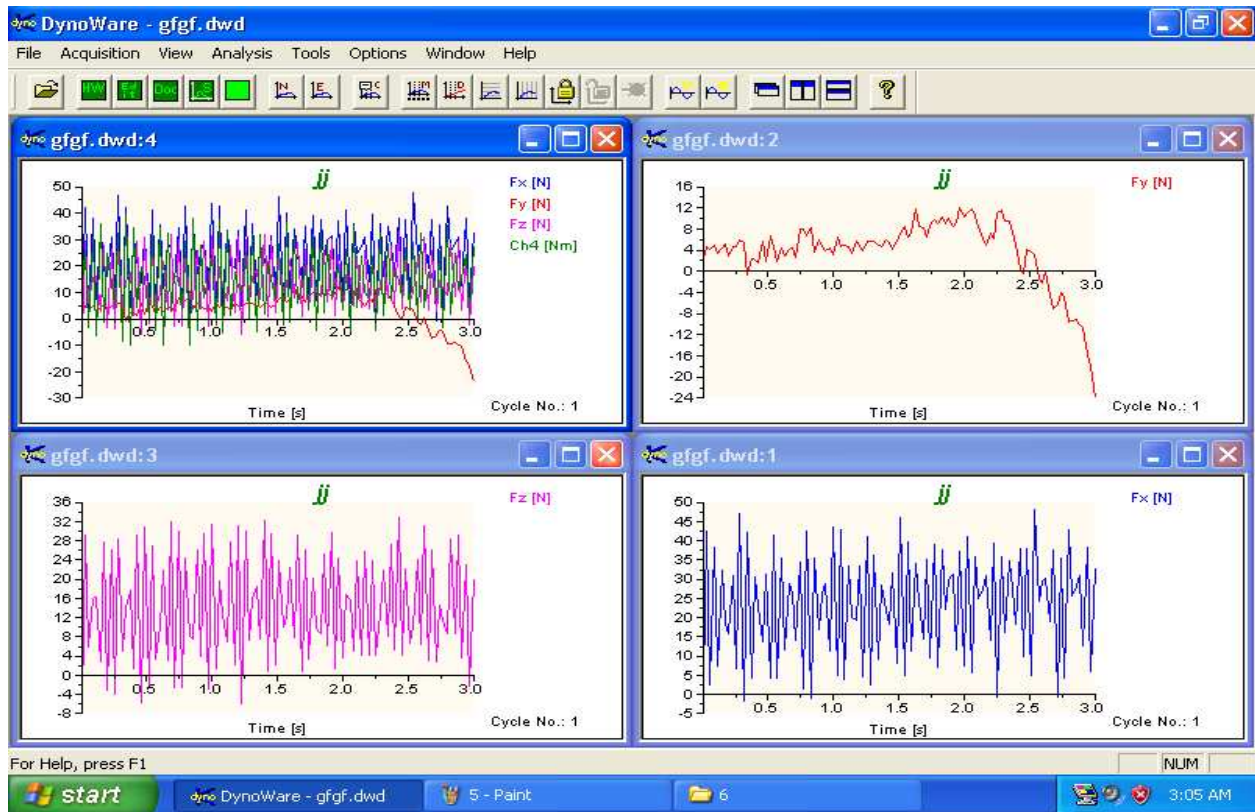 DynoWare - gfgf.dwd
File Acquisition View Analysis Tools Options Window Help
HW Doc S N E C M D ?
gfgf.dwd:4
jj
50
40
30
20
10
0
-10
-20
-30
0.5 1.0 1.5 2.0 2.5 3.0
Time [s]
Fx [N]
Fy [N]
Fz [N]
Ch4 [Nm]
Cycle No.: 1
gfgf.dwd:2
jj
16
12
8
4
0
-4
-8
-12
-16
-20
-24
0.5 1.0 1.5 2.0 2.5 3.0
Time [s]
Fy [N]
Cycle No.: 1
gfgf.dwd:3
jj
36
32
28
24
20
16
12
8
4
0
-4
-8
0.5 1.0 1.5 2.0 2.5 3.0
Time [s]
Fz [N]
Cycle No.: 1
gfgf.dwd:1
jj
50
45
40
35
30
25
20
15
10
5
0
-5
0.5 1.0 1.5 2.0 2.5 3.0
Time [s]
Fx [N]
Cycle No.: 1
For Help, press F1
NUM
start
dyno DynoWare - gfgf.dwd
5 - Paint
6
3:05 AM